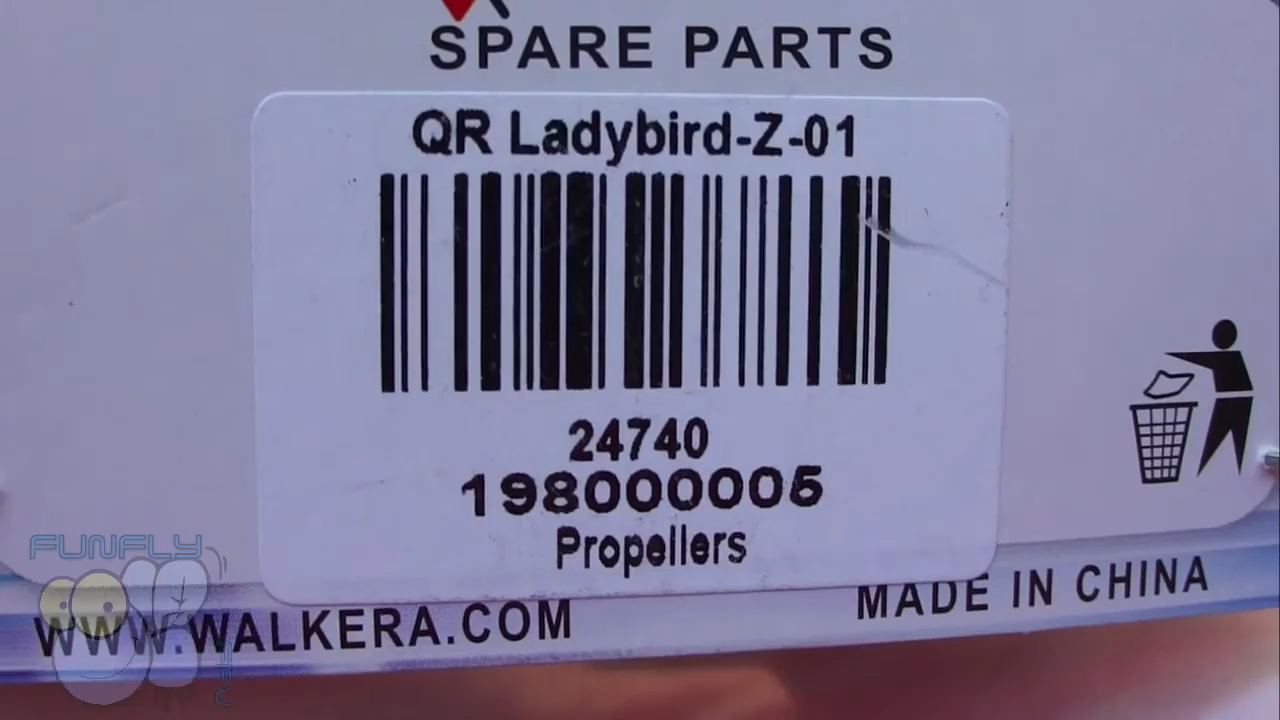 SPARE PARTS
QR Ladybird-Z-01
24740
198000005
Propellers
MADE IN CHINA
WWW.WALKERA.COM
FUNFLY